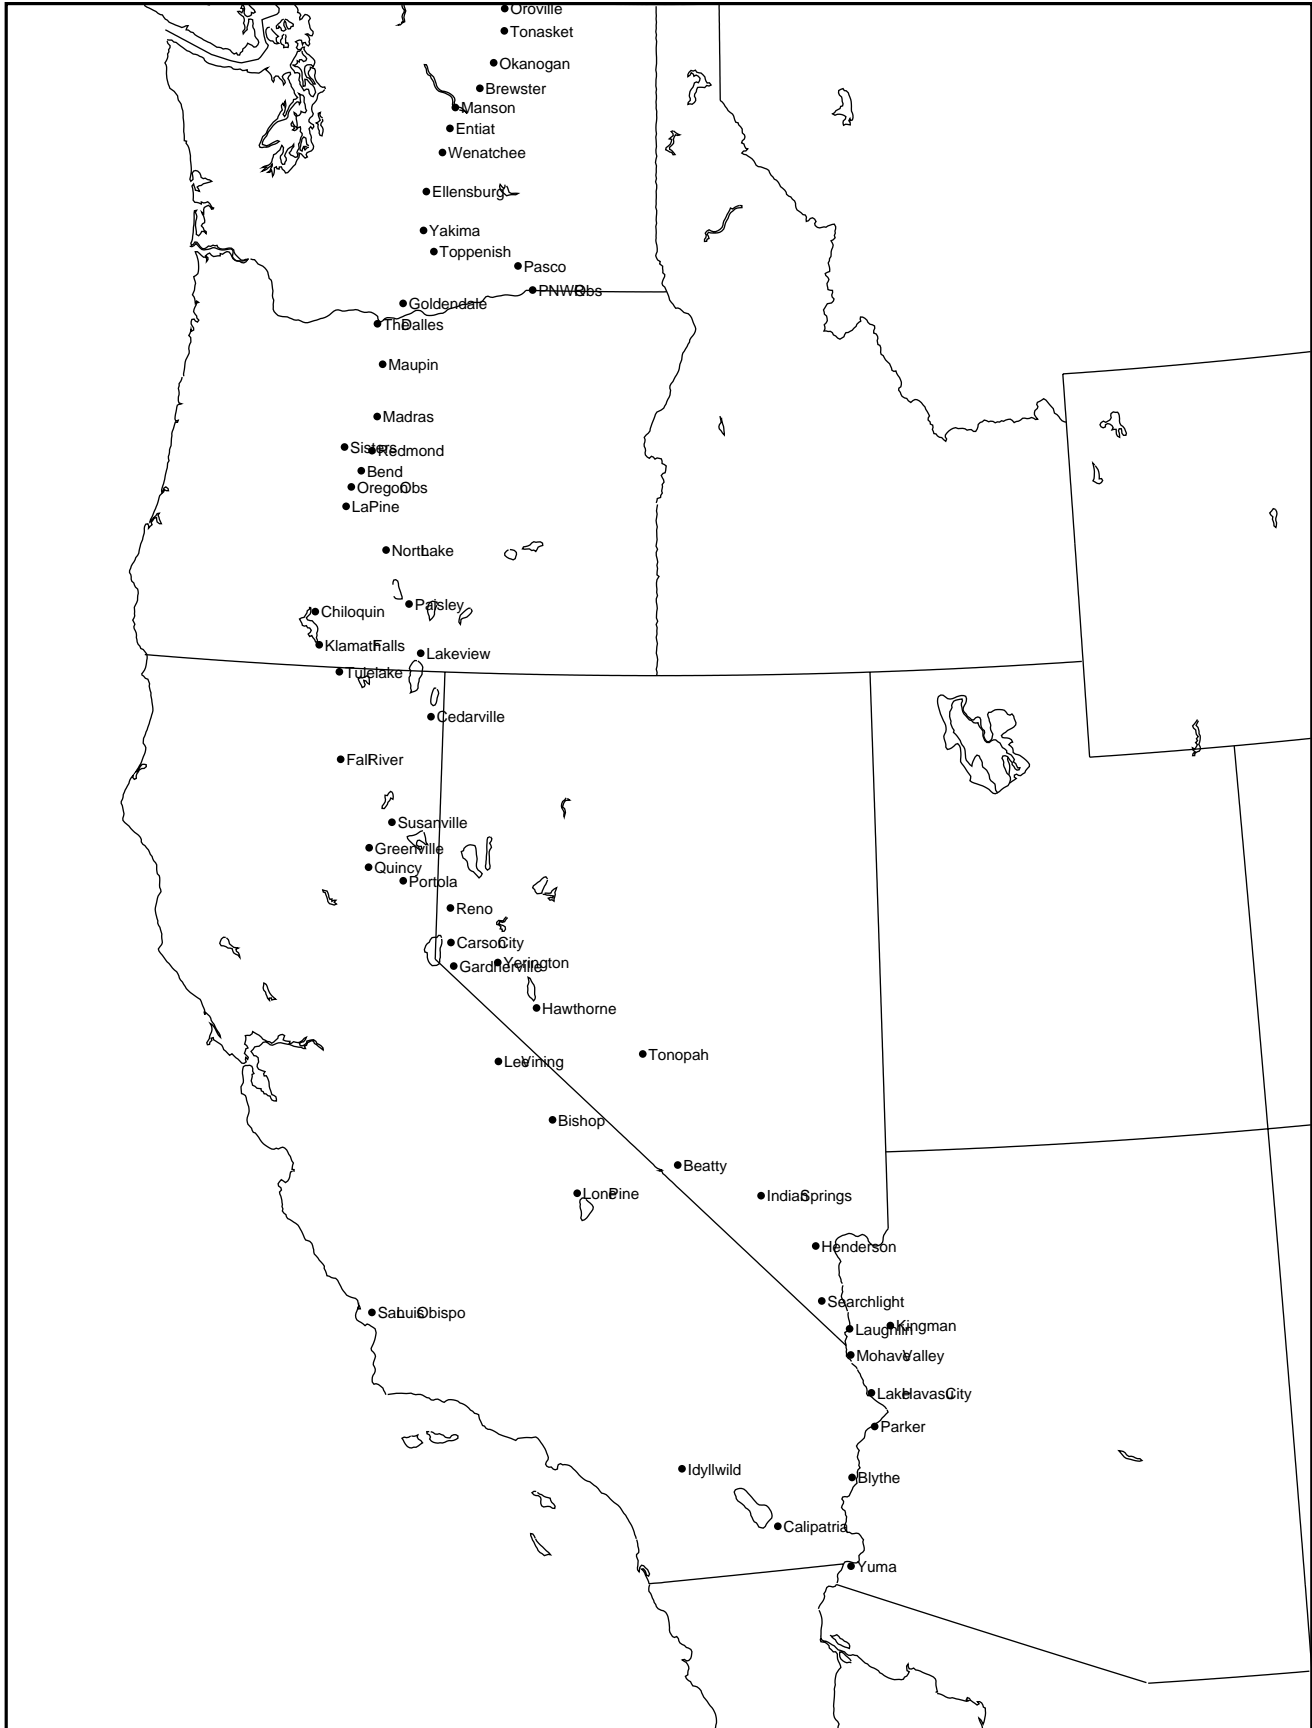 Oroville
Tonasket
Okanogan
Brewster
Manson
Entiat
Wenatchee
Ellensburg
Yakima
Toppenish
Pasco
PNWRObs
Goldendale
TheDalles
Maupin
Madras
Sisters
Redmond
Bend
OregonObs
LaPine
NorthLake
Paisley
Chiloquin
KlamathFalls
Lakeview
Tulelake
Cedarville
FallRiver
Susanville
Greenville
Quincy
Portola
Reno
CarsonCity
Yerington
Gardnerville
Hawthorne
Tonopah
LeeVining
Bishop
Beatty
LonePine
IndianSprings
Henderson
Searchlight
SanLuisObispo
Kingman
Laughlin
MohaveValley
LakeHavasuCity
Parker
Idyllwild
Blythe
Calipatria
Yuma